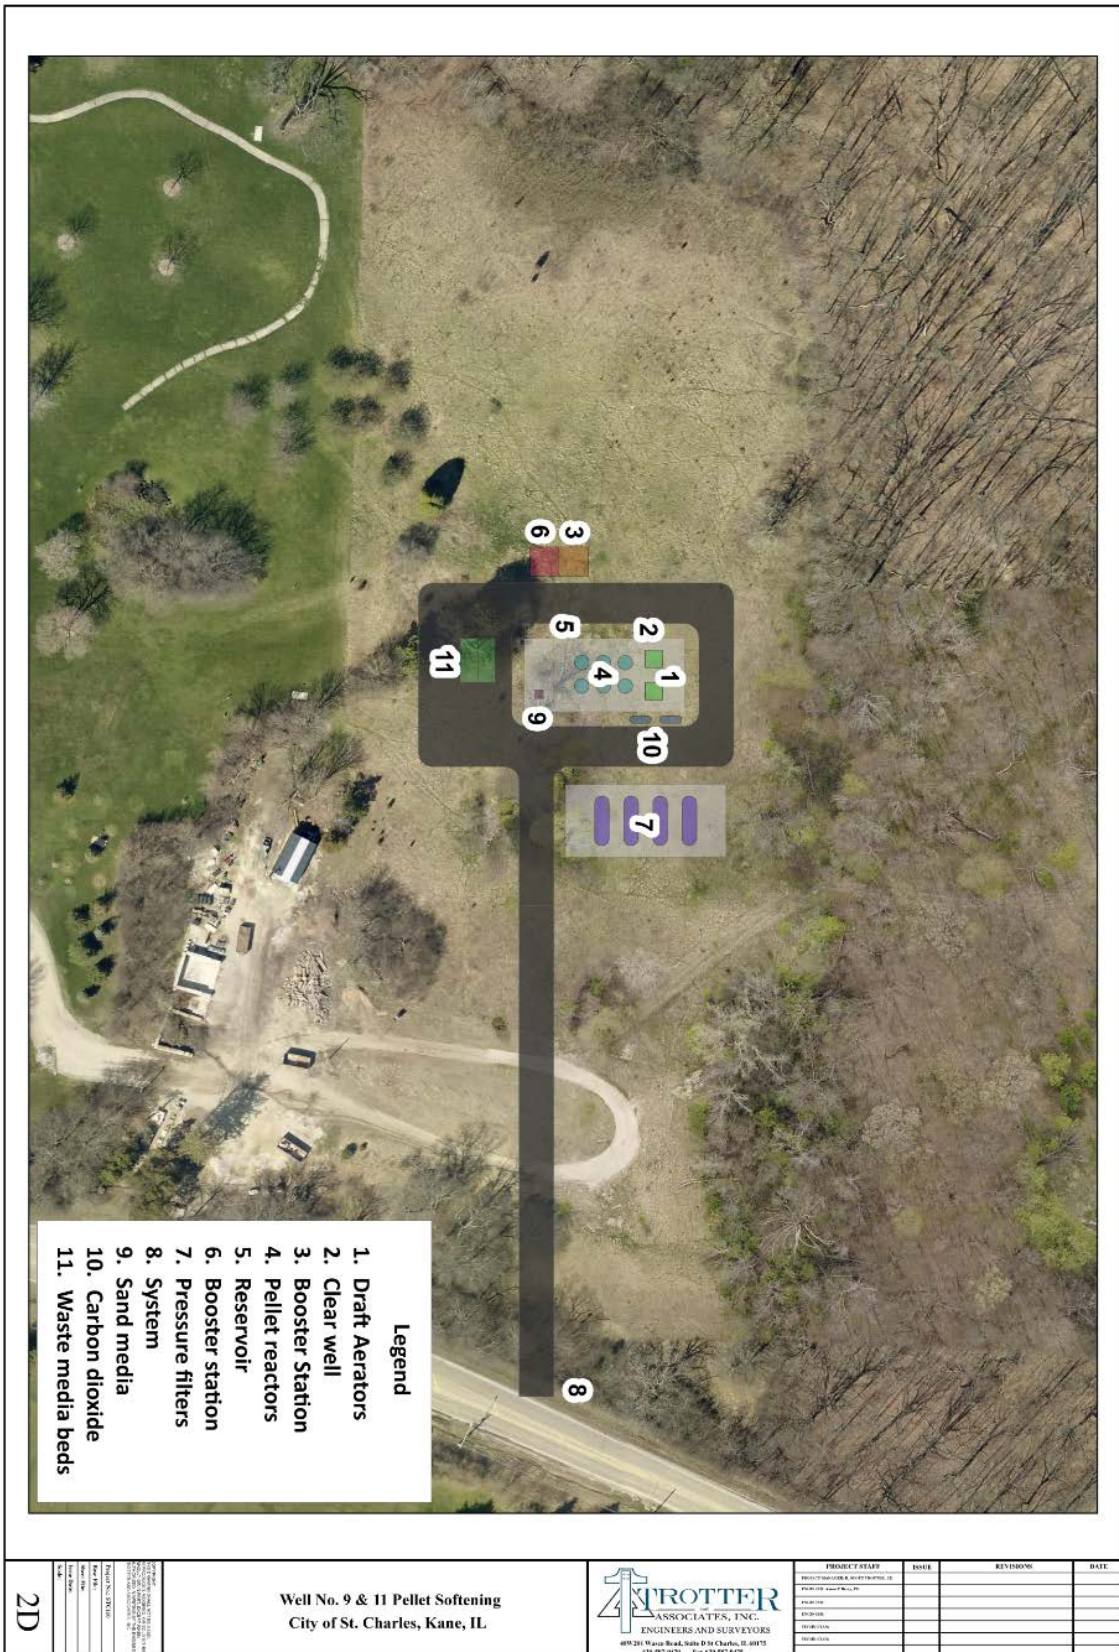 6
3
5
2
11
4
1
9
10
7
8
Legend
1. Draft Aerators
2. Clear well
3. Booster Station
4. Pellet reactors
5. Reservoir
6. Booster station
7. Pressure filters
8. System
9. Sand media
10. Carbon dioxide
11. Waste media beds
2D
Well No. 9 & 11 Pellet Softening
City of St. Charles, Kane, IL
TROTTER
ASSOCIATES, INC.
ENGINEERS AND SURVEYORS
PROJECT STAFF
ISSUE
REVISIONS
DATE